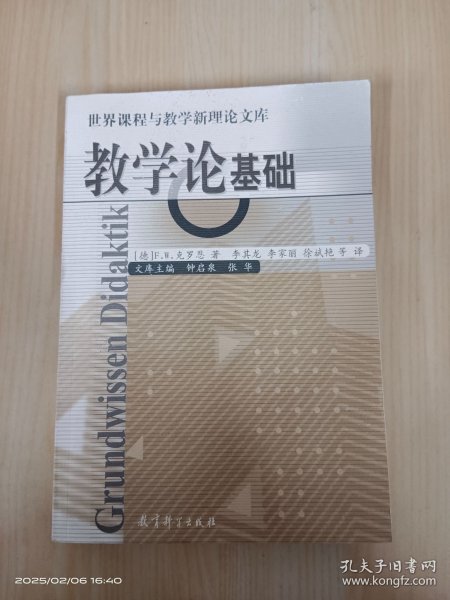 世界课程与教学新理论文库
教学论基础
[德]F.W.克罗恩 著 李其龙 李家丽 徐斌艳 等 译
文库主编 钟启泉 张华
Grundwissen Didaktik
教育科学出版社
2025/02/06 16:40
孔夫子旧书网
www.kongfz.com